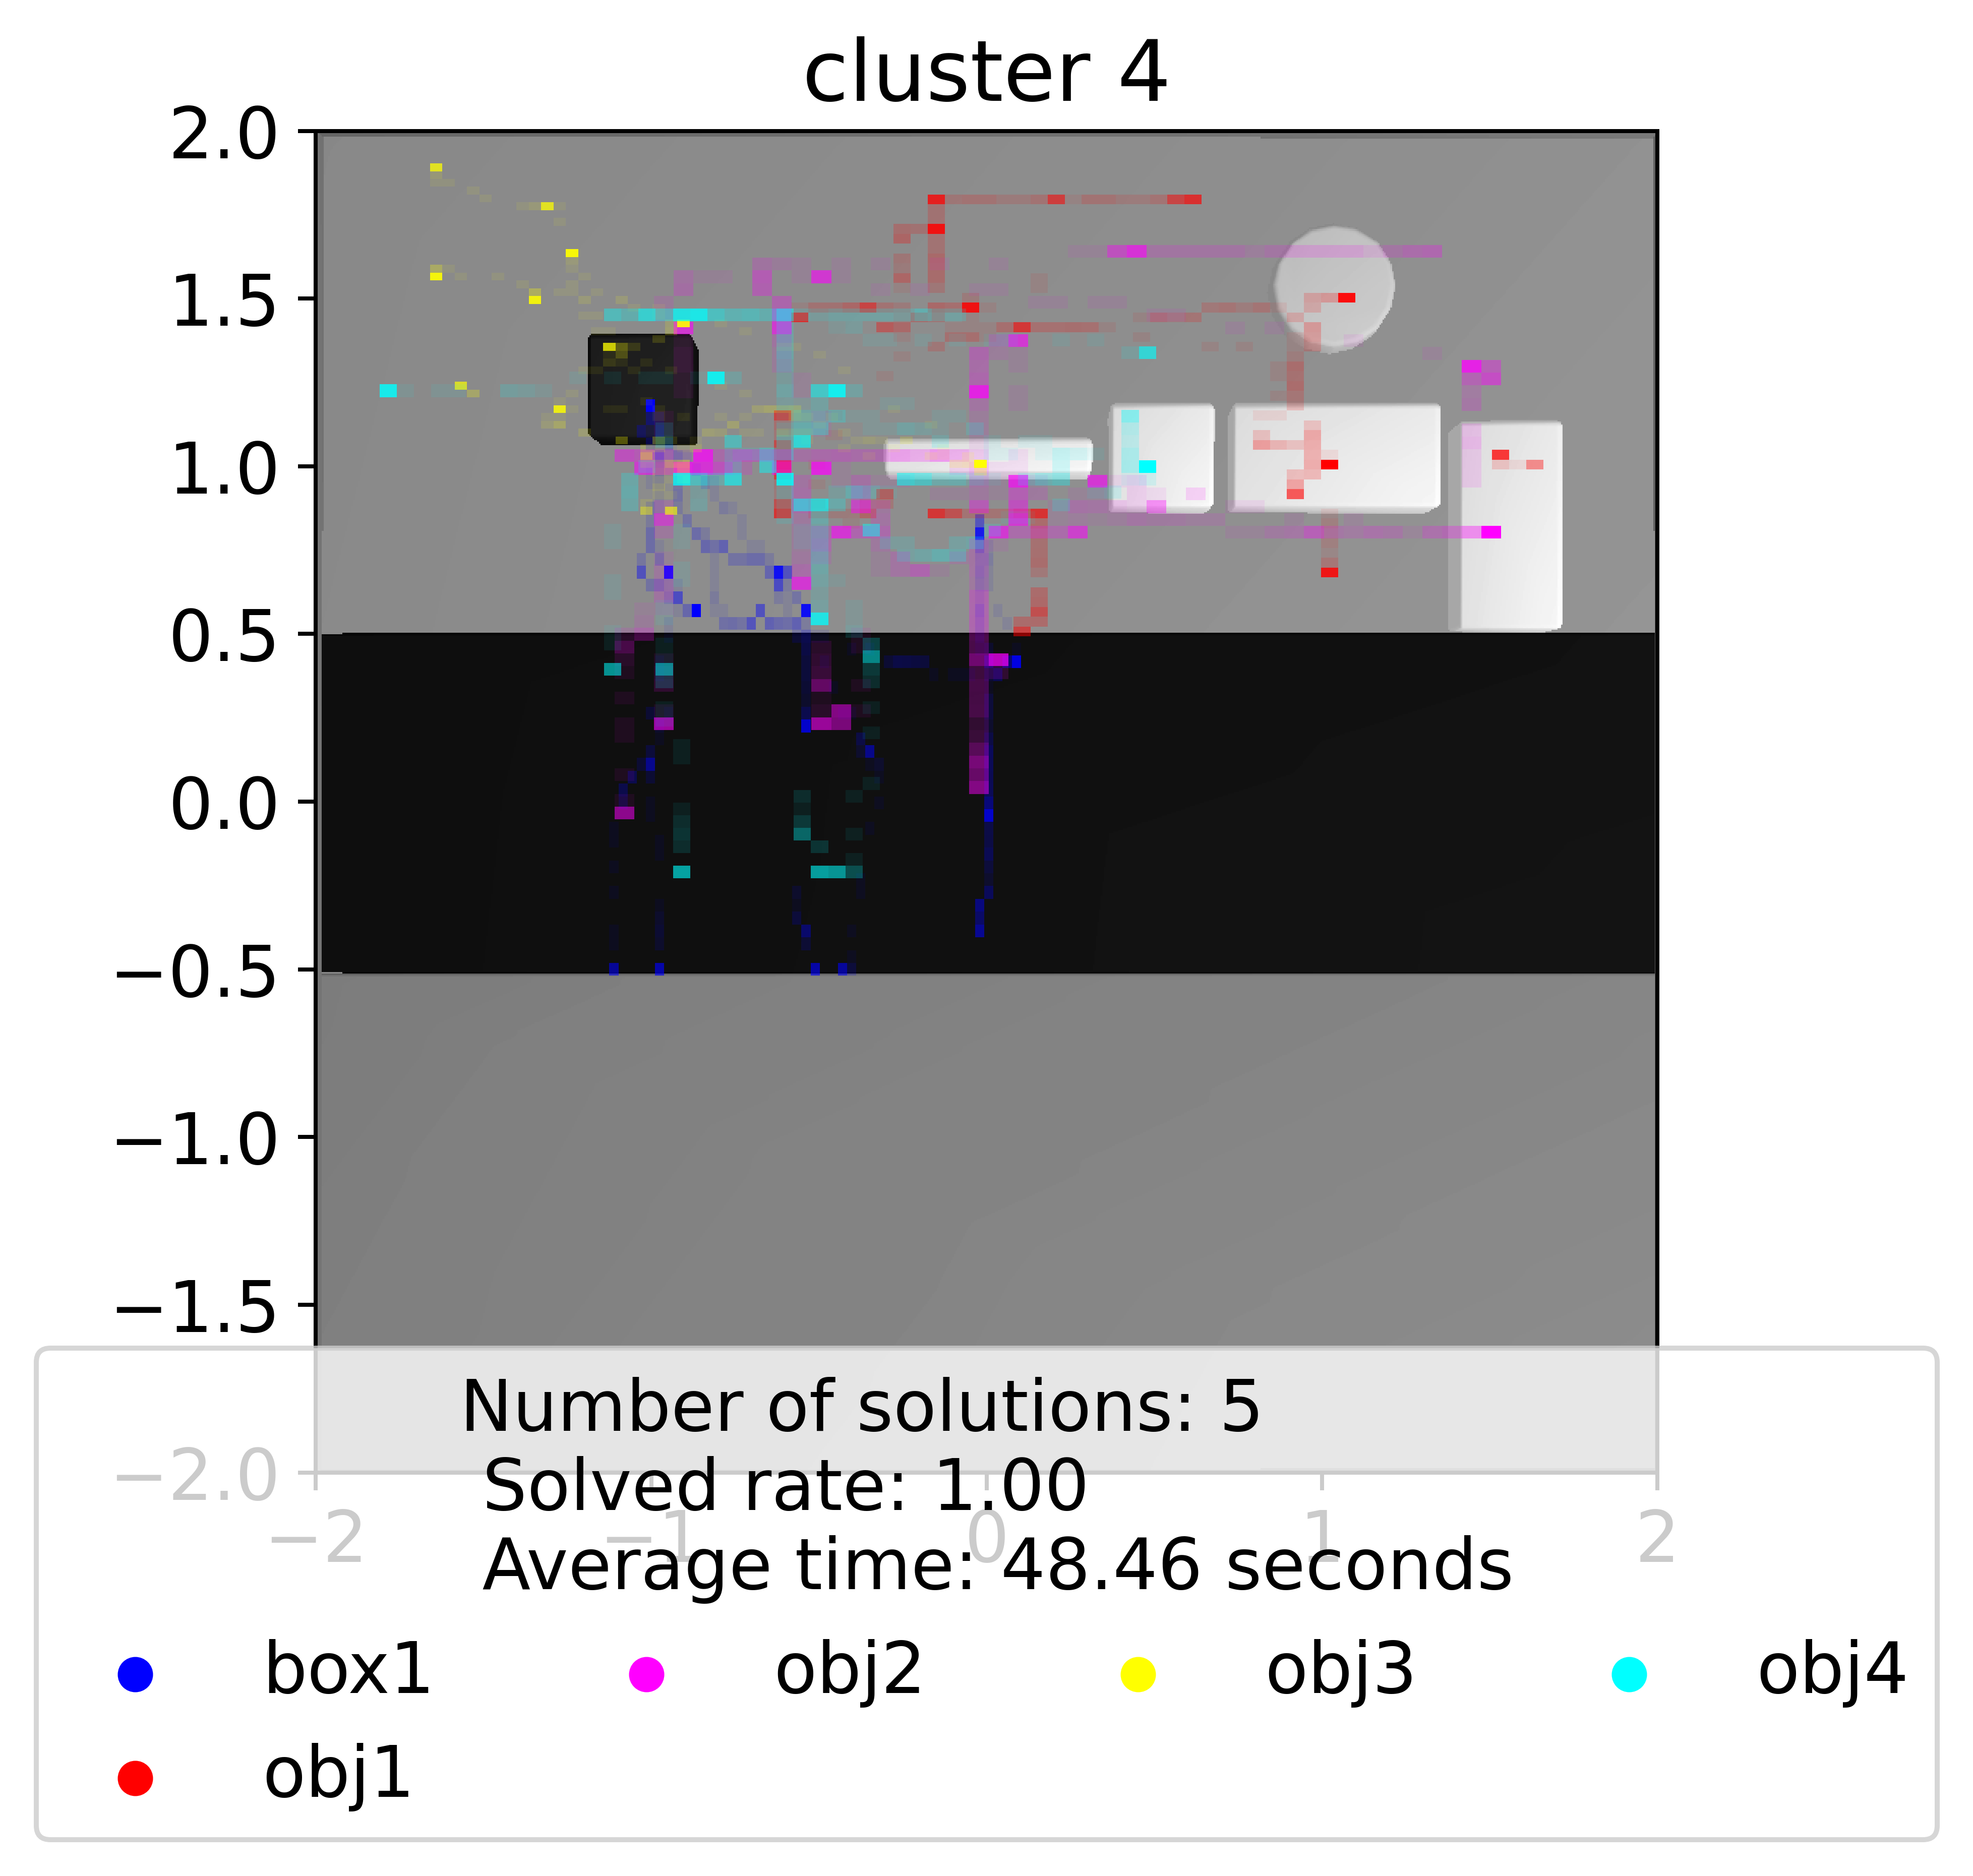 cluster 4
2.0
1.5
1.0
0.5
0.0
−0.5
−1.0
−1.5
−2.0
−2 −1 0 1 2
Number of solutions: 5
Solved rate: 1.00
Average time: 48.46 seconds
box1 obj2 obj3 obj4
obj1